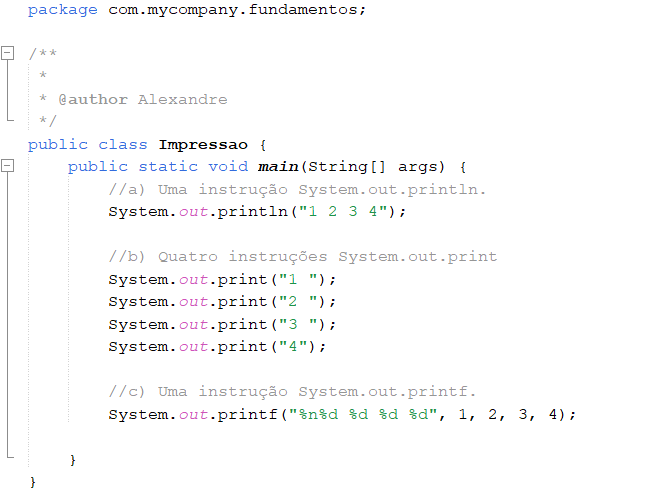 package com.mycompany.fundamentos;
/**
*
* @author Alexandre
*/
public class Impressao {
public static void main(String[] args) {
//a) Uma instrução System.out.println.
System.out.println("1 2 3 4");
//b) Quatro instruções System.out.print
System.out.print("1 ");
System.out.print("2 ");
System.out.print("3 ");
System.out.print("4");
//c) Uma instrução System.out.printf.
System.out.printf("%n%d %d %d %d", 1, 2, 3, 4);
}
}